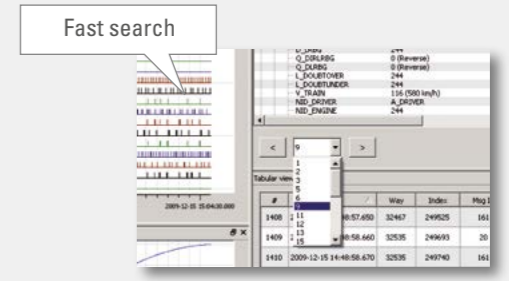 Fast search
Q_DIRLRBG 0 (Reverse)
Q_DLRBG 0 (Reverse)
L_DOUBTOVER 244
L_DOUBTUNDER 244
V_TRAIN 116 (580 km/h)
NID_DRIVER A_DRIVER
NID_ENGINE 244
< 9 >
1
2
3
5
6
9
11
12
13
15
Tabular
# Way Index Msg
2009-12-15 15:04:30.000
1408 48:57.650 32467 249525 161
1409 48:58.660 32535 249693 20
1410 2009-12-15 14:48:58.670 32535 249740 161